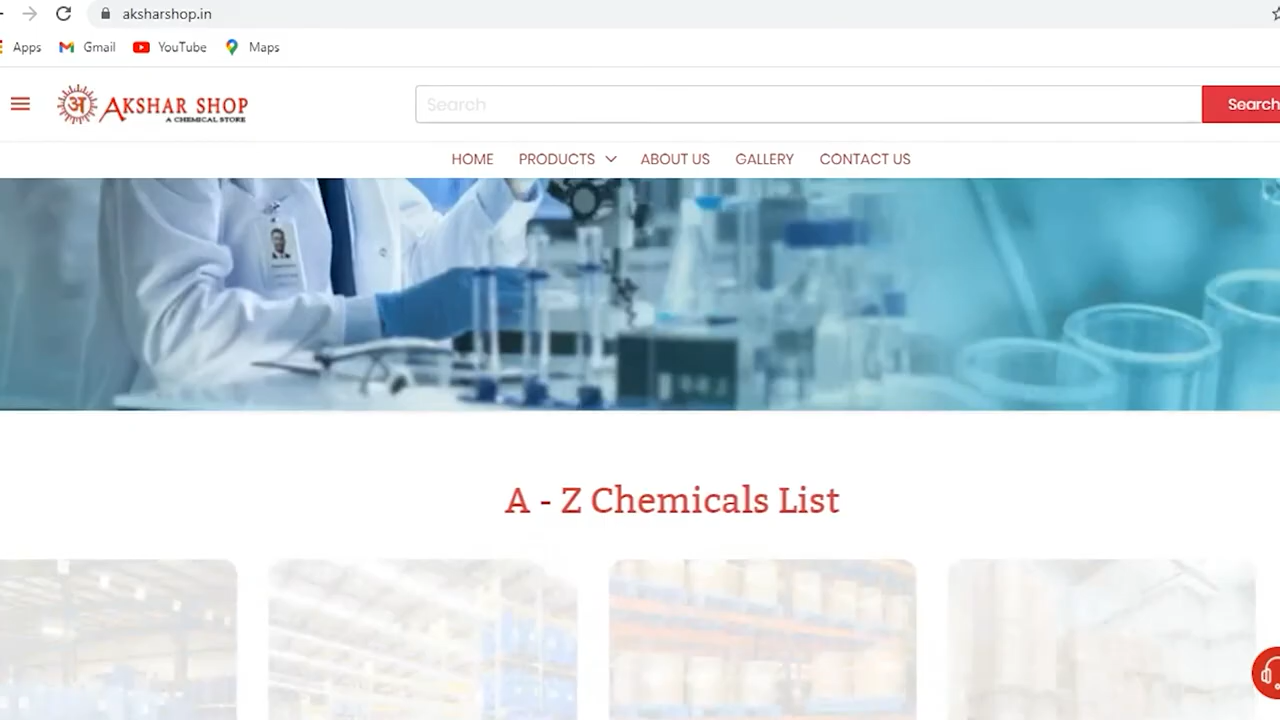 aksharshop.in
Apps Gmail YouTube Maps
अ AKSHAR SHOP
A CHEMICAL STORE
Search Search
HOME PRODUCTS ABOUT US GALLERY CONTACT US
A - Z Chemicals List